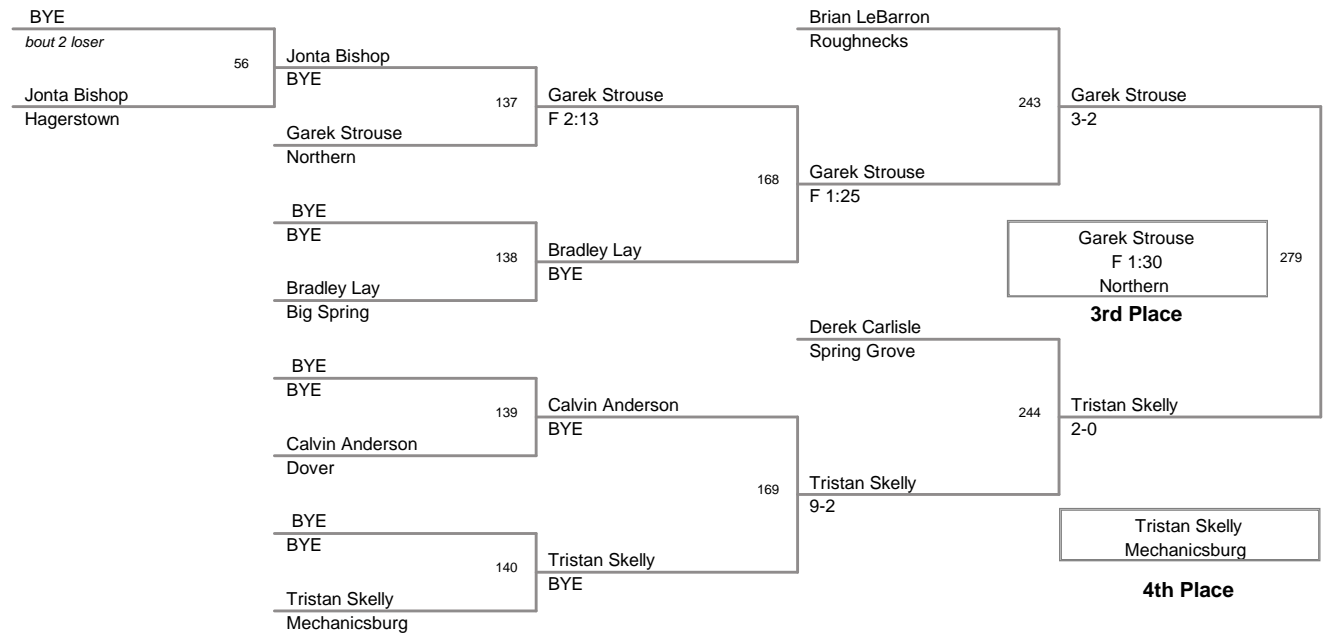 BYE
bout 2 loser
56
Jonta Bishop
Hagerstown
Jonta Bishop
BYE
137
Garek Strouse
Northern
BYE
BYE
138
Bradley Lay
Big Spring
BYE
BYE
139
Calvin Anderson
Dover
BYE
BYE
140
Tristan Skelly
Mechanicsburg
Garek Strouse
F 2:13
168
Bradley Lay
BYE
Calvin Anderson
BYE
169
Tristan Skelly
BYE
Brian LeBarron
Roughnecks
243
Garek Strouse
F 1:25
Derek Carlisle
Spring Grove
244
Tristan Skelly
9-2
Garek Strouse
3-2
279
Tristan Skelly
2-0
Garek Strouse
F 1:30
Northern
3rd Place
Tristan Skelly
Mechanicsburg
4th Place